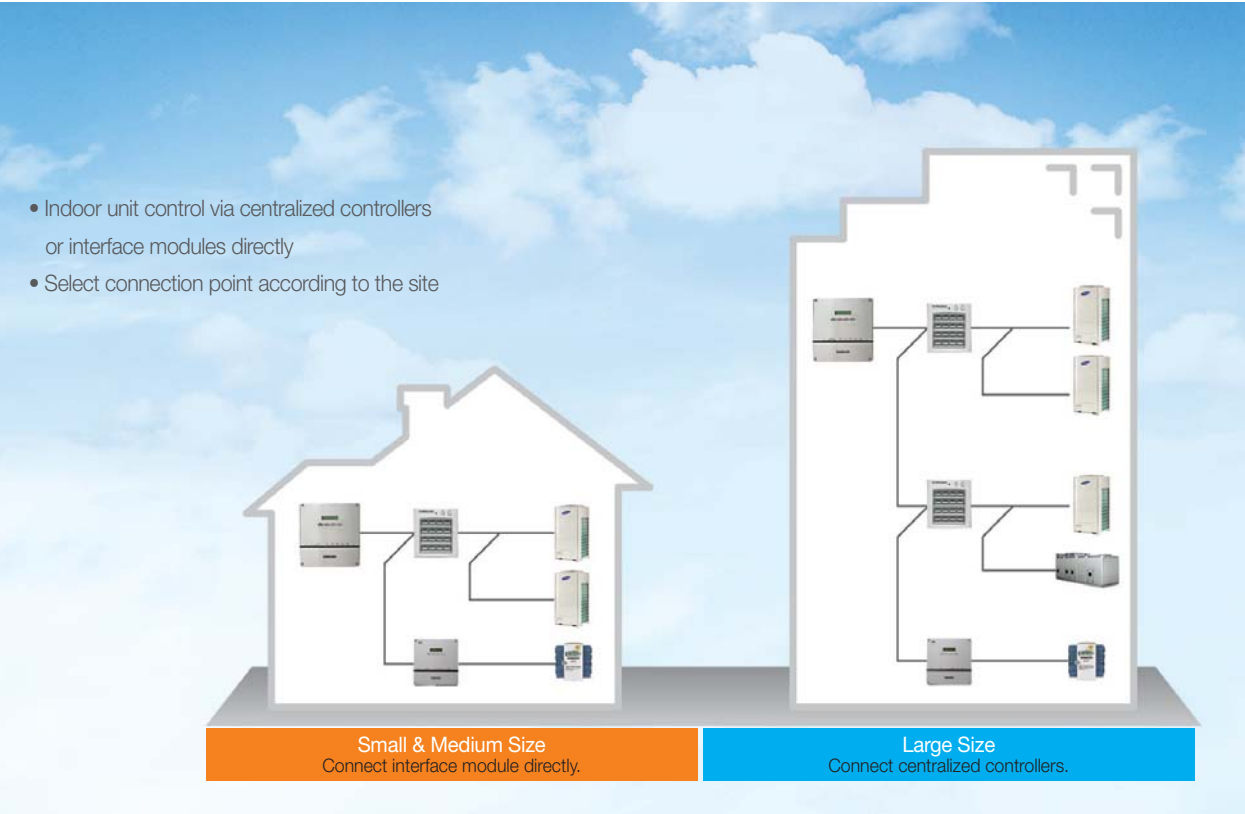 • Indoor unit control via centralized controllers
or interface modules directly
• Select connection point according to the site
Small & Medium Size
Connect interface module directly.
Large Size
Connect centralized controllers.